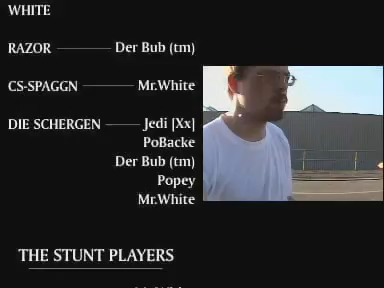 WHITE
RAZOR Der Bub (tm)
CS-SPAGGN Mr.White
DIE SCHERGEN Jedi [Xx]
PoBacke
Der Bub (tm)
Popey
Mr.White
THE STUNT PLAYERS